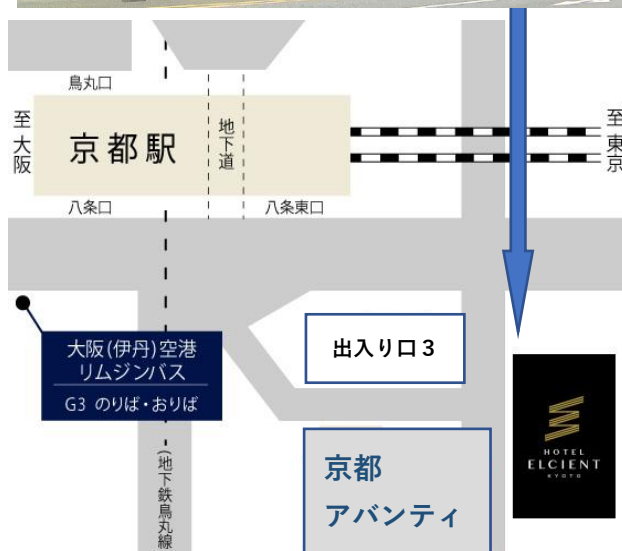 烏丸口
至大阪
京都駅
地下道
至東京
八条口
八条東口
大阪(伊丹)空港
リムジンバス
G3 のりば・おりば
出入り口３
HOTEL
ELCIENT
KYOTO
(地下鉄烏丸線
京都
アバンティ